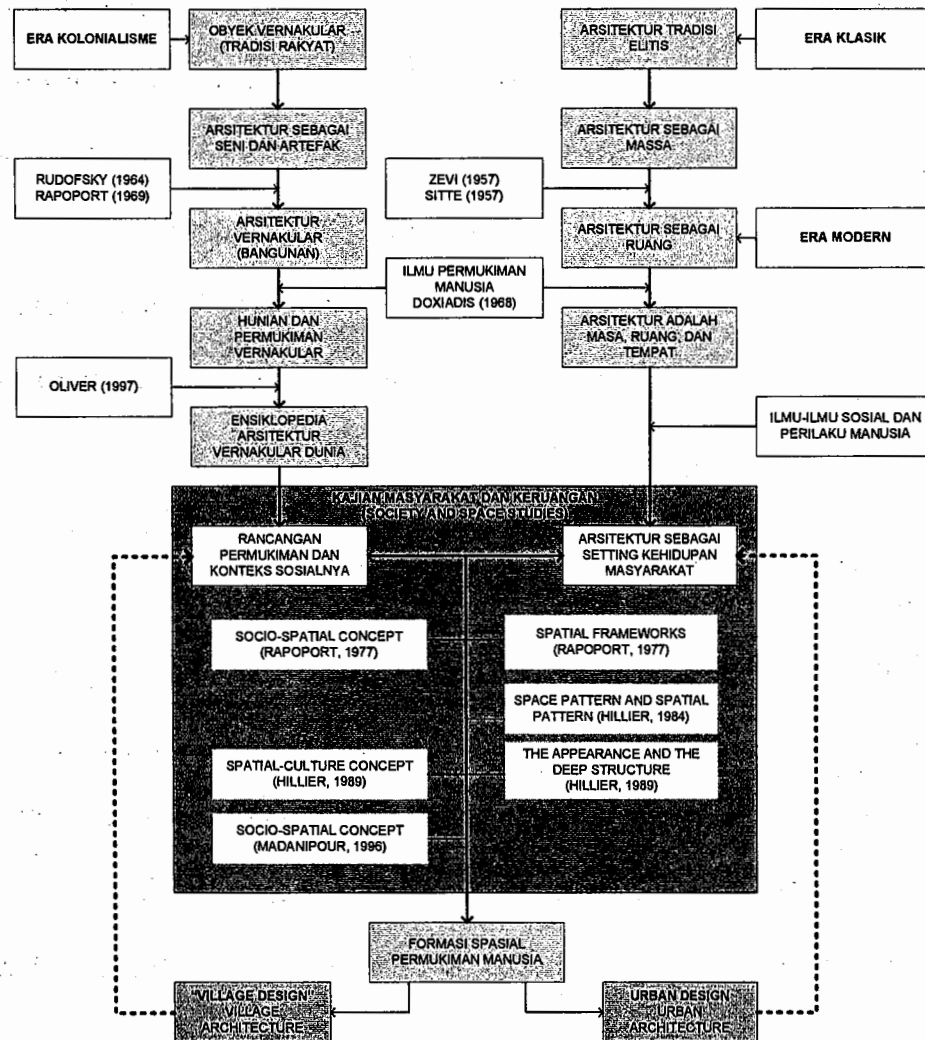 ERA KOLONIALISME
OBYEK VERNAKULAR
(TRADISI RAKYAT)
ARSITEKTUR TRADISI
ELITIS
ERA KLASIK
ARSITEKTUR SEBAGAI
SENI DAN ARTEFAK
ARSITEKTUR SEBAGAI
MASSA
RUDOFSKY (1964)
RAPOPORT (1969)
ZEVI (1957)
SITTE (1957)
ARSITEKTUR
VERNAKULAR
(BANGUNAN)
ARSITEKTUR SEBAGAI
RUANG
ERA MODERN
ILMU PERMUKIMAN
MANUSIA
DOXIADIS (1968)
HUNIAN DAN
PERMUKIMAN
VERNAKULAR
ARSITEKTUR ADALAH
MASA, RUANG, DAN
TEMPAT
OLIVER (1997)
ENSIKLOPEDIA
ARSITEKTUR
VERNAKULAR DUNIA
ILMU-ILMU SOSIAL DAN
PERILAKU MANUSIA
KAJIAN MASYARAKAT DAN KERUANGAN
(SOCIETY AND SPACE STUDIES)
RANCANGAN
PERMUKIMAN DAN
KONTEKS SOSIALNYA
ARSITEKTUR SEBAGAI
SETTING KEHIDUPAN
MASYARAKAT
SOCIO-SPATIAL CONCEPT
(RAPOPORT, 1977)
SPATIAL FRAMEWORKS
(RAPOPORT, 1977)
SPACE PATTERN AND SPATIAL
PATTERN (HILLIER, 1984)
SPATIAL-CULTURE CONCEPT
(HILLIER, 1989)
THE APPEARANCE AND THE
DEEP STRUCTURE
(HILLIER, 1989)
SOCIO-SPATIAL CONCEPT
(MADANIPOUR, 1996)
FORMASI SPASIAL
PERMUKIMAN MANUSIA
"VILLAGE DESIGN"
VILLAGE
ARCHITECTURE
URBAN DESIGN
URBAN
ARCHITECTURE